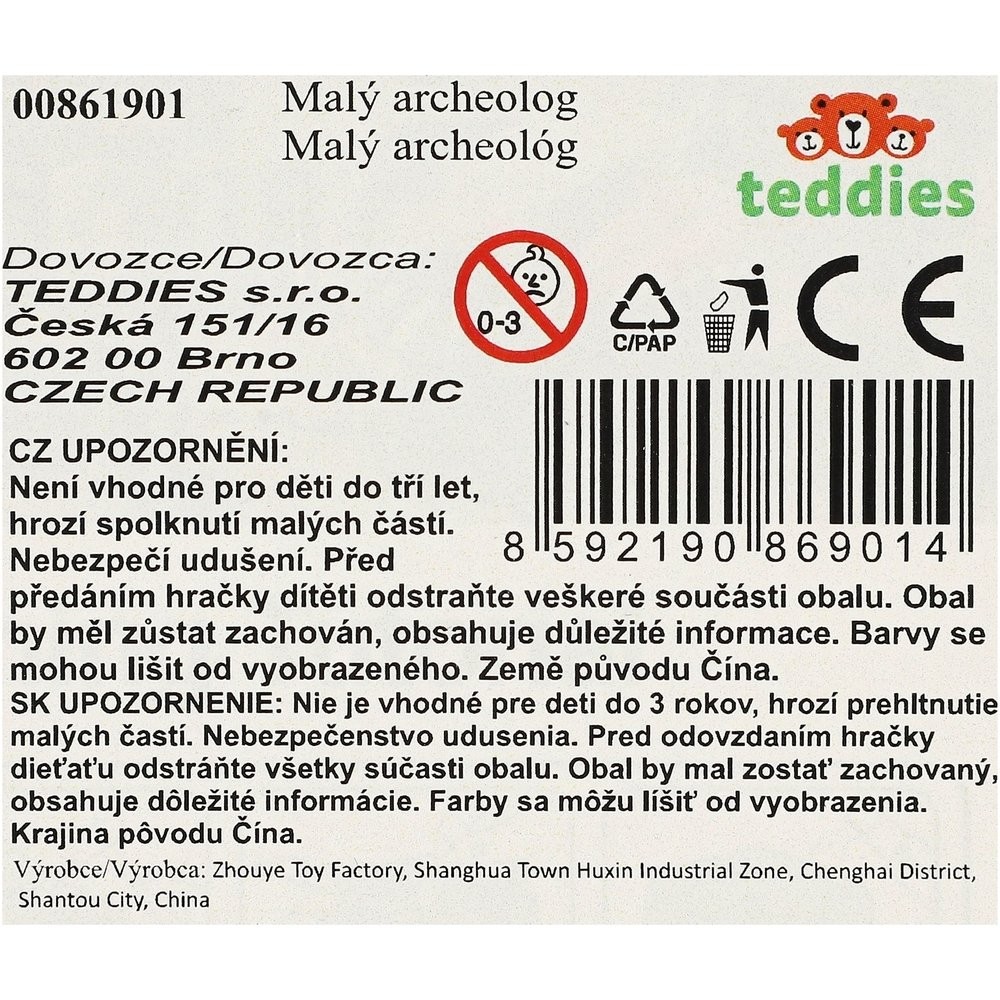 00861901
Malý archeolog
Malý archeológ
teddies
Dovozce/Dovozca:
TEDDIES s.r.o.
Česká 151/16
602 00 Brno
CZECH REPUBLIC
0-3
C/PAP
CE
8 592190 869014
CZ UPOZORNĚNÍ:
Není vhodné pro děti do tří let,
hrozí spolknutí malých částí.
Nebezpečí udušení. Před
předáním hračky dítěti odstraňte veškeré součásti obalu. Obal
by měl zůstat zachován, obsahuje důležité informace. Barvy se
mohou lišit od vyobrazeného. Země původu Čína.
SK UPOZORNENIE: Nie je vhodné pre deti do 3 rokov, hrozí prehltnutie
malých častí. Nebezpečenstvo udusenia. Pred odovzdaním hračky
dieťaťu odstráňte všetky súčasti obalu. Obal by mal zostať zachovaný,
obsahuje dôležité informácie. Farby sa môžu líšiť od vyobrazenia.
Krajina pôvodu Čína.
Výrobce/Výrobca: Zhouye Toy Factory, Shanghua Town Huxin Industrial Zone, Chenghai District,
Shantou City, China